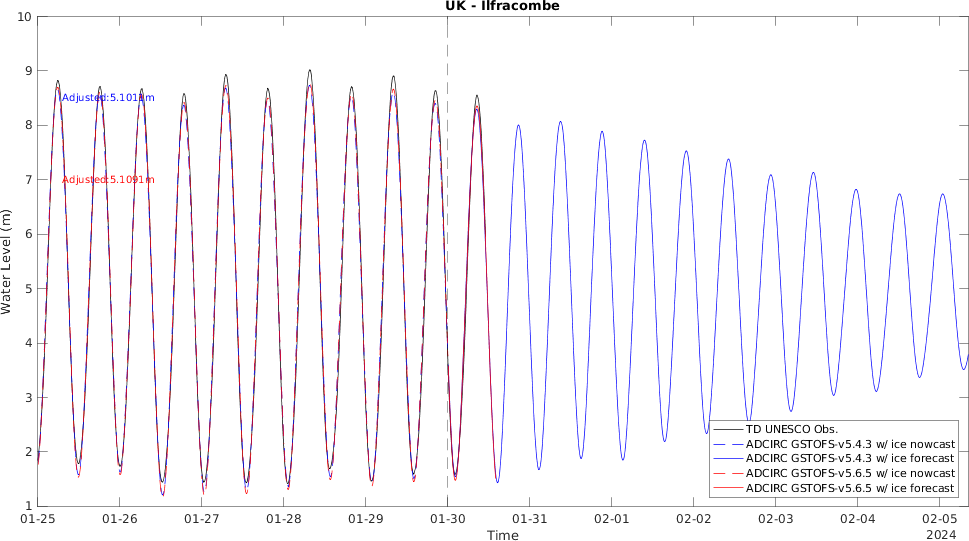 UK - Ilfracombe
10
9
8
7
6
5
4
3
2
1
Water Level (m)
Adjusted:5.1091m
TD UNESCO Obs.
ADCIRC GSTOFS-v5.4.3 w/ ice nowcast
ADCIRC GSTOFS-v5.4.3 w/ ice forecast
ADCIRC GSTOFS-v5.6.5 w/ ice nowcast
ADCIRC GSTOFS-v5.6.5 w/ ice forecast
01-25 01-26 01-27 01-28 01-29 01-30 01-31 02-01 02-02 02-03 02-04 02-05
2024
Time